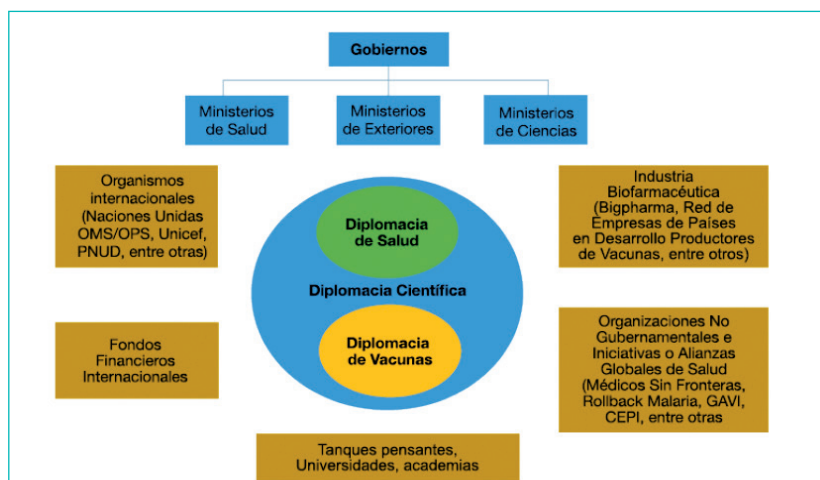 Gobiernos
Ministerios
de Salud
Ministerios
de Exteriores
Ministerios
de Ciencias
Organismos
internacionales
(Naciones Unidas
OMS/OPS, Unicef,
PNUD, entre otras)
Industria
Biofarmacéutica
(Bigpharma, Red de
Empresas de Países
en Desarrollo Productores
de Vacunas, entre otros)
Diplomacia
de Salud
Diplomacia Científica
Diplomacia
de Vacunas
Fondos
Financieros
Internacionales
Organizaciones No
Gubernamentales e
Iniciativas o Alianzas
Globales de Salud
(Médicos Sin Fronteras,
Rollback Malaria, GAVI,
CEPI, entre otras
Tanques pensantes,
Universidades, academias